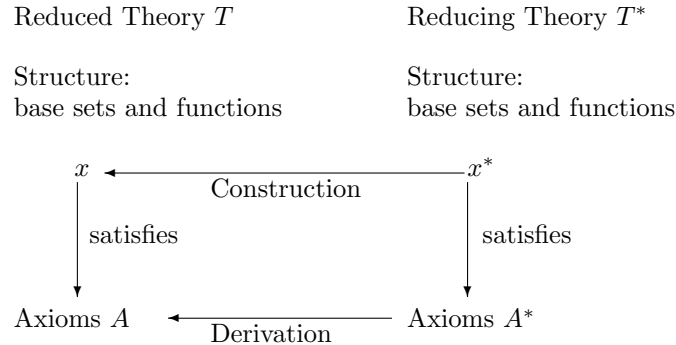 Reduced Theory T
Reducing Theory T*
Structure:
base sets and functions
Structure:
base sets and functions
x
x*
Construction
satisfies
satisfies
Axioms A
Axioms A*
Derivation